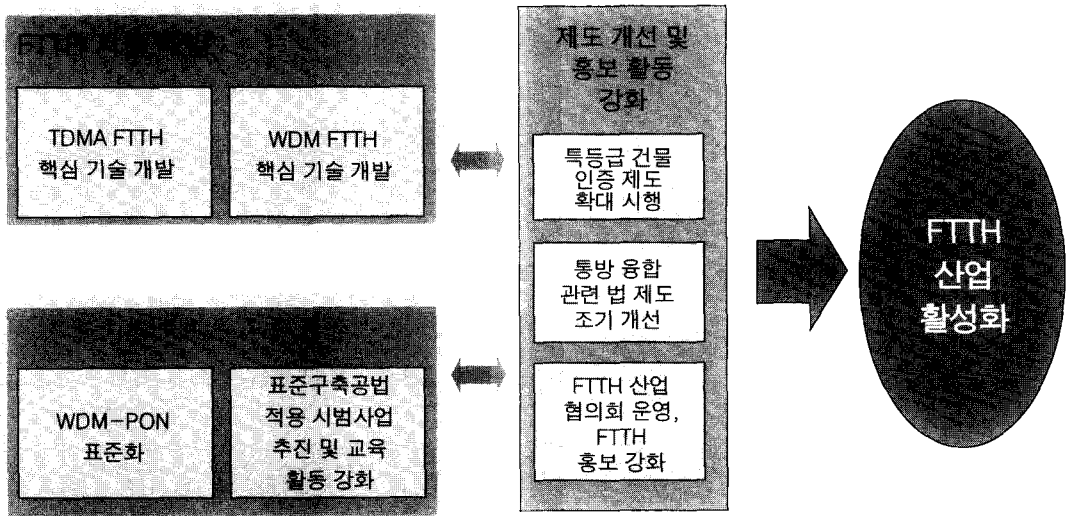 FTTH
TDMA FTTH
핵심 기술 개발
WDM FTTH
핵심 기술 개발
WDM-PON
표준화
표준구축공법
적용 시범사업
추진 및 교육
활동 강화
제도 개선 및
홍보 활동
강화
특등급 건물
인증 제도
확대 시행
통방 융합
관련 법 제도
조기 개선
FTTH 산업
협의회 운영,
FTTH
홍보 강화
FTTH
산업
활성화